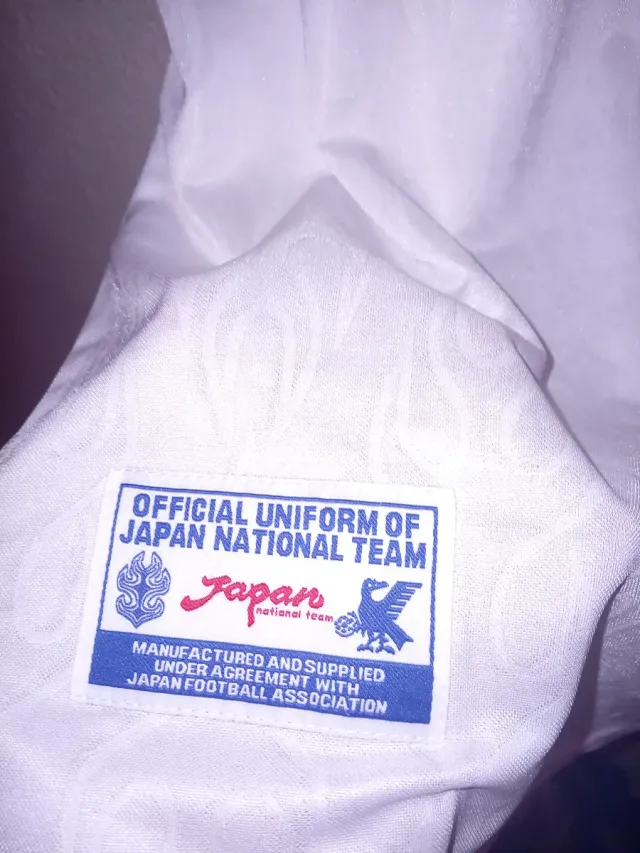 OFFICIAL UNIFORM OF
JAPAN NATIONAL TEAM
Japan
national team
MANUFACTURED AND SUPPLIED
UNDER AGREEMENT WITH
JAPAN FOOTBALL ASSOCIATION